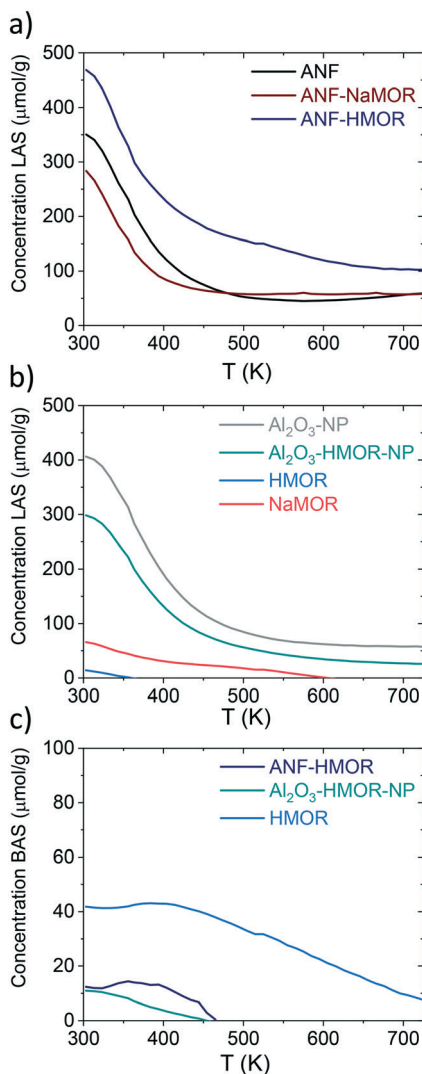 a)
500
400
300
200
100
0
Concentration LAS (μmol/g)
ANF
ANF-NaMOR
ANF-HMOR
300 400 500 600 700
T (K)
b)
500
400
300
200
100
0
Concentration LAS (μmol/g)
Al₂O₃-NP
Al₂O₃-HMOR-NP
HMOR
NaMOR
300 400 500 600 700
T (K)
c)
100
80
60
40
20
0
Concentration BAS (μmol/g)
ANF-HMOR
Al₂O₃-HMOR-NP
HMOR
300 400 500 600 700
T (K)